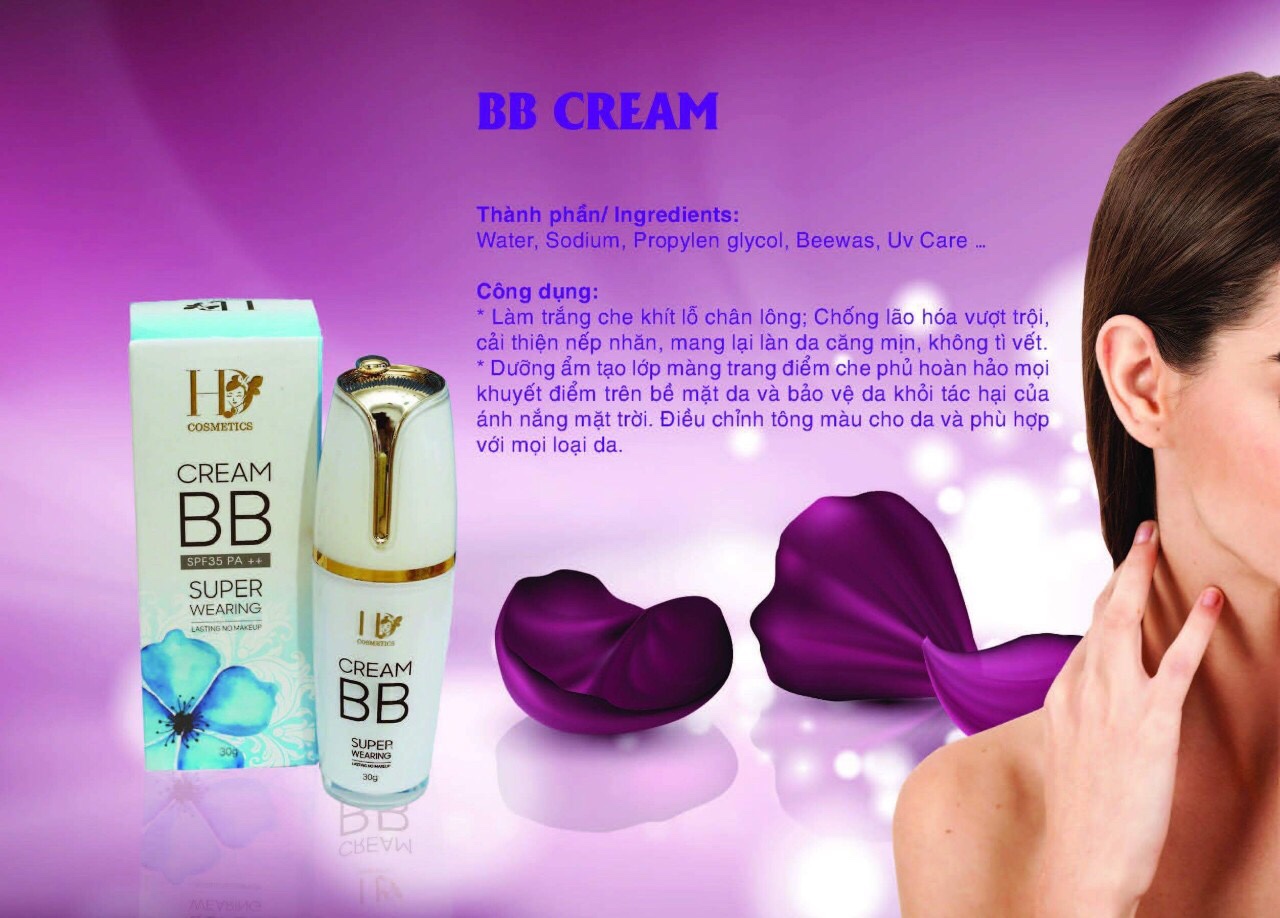 BB CREAM
Thành phần/ Ingredients:
Water, Sodium, Propylen glycol, Beewas, Uv Care ...
Công dụng:
* Làm trắng che khít lỗ chân lông; Chống lão hóa vượt trội,
cải thiện nếp nhăn, mang lại làn da căng mịn, không tì vết.
* Dưỡng ẩm tạo lớp màng trang điểm che phủ hoàn hảo mọi
khuyết điểm trên bề mặt da và bảo vệ da khỏi tác hại của
ánh nắng mặt trời. Điều chỉnh tông màu cho da và phù hợp
với mọi loại da.
HD
COSMETICS
CREAM
BB
SPF35 PA ++
SUPER
WEARING
LASTING NO MAKEUP
30g
HD
COSMETICS
CREAM
BB
SUPER
WEARING
LASTING NO MAKEUP
30g